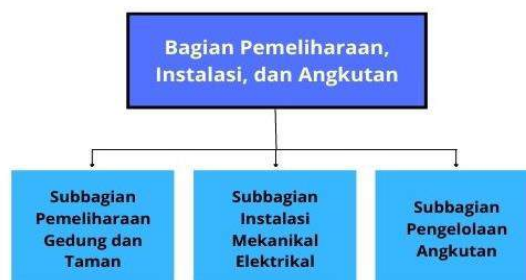 Bagian Pemeliharaan,
Instalasi, dan Angkutan
Subbagian
Pemeliharaan
Gedung dan
Taman
Subbagian
Instalasi
Mekanikal
Elektrikal
Subbagian
Pengelolaan
Angkutan